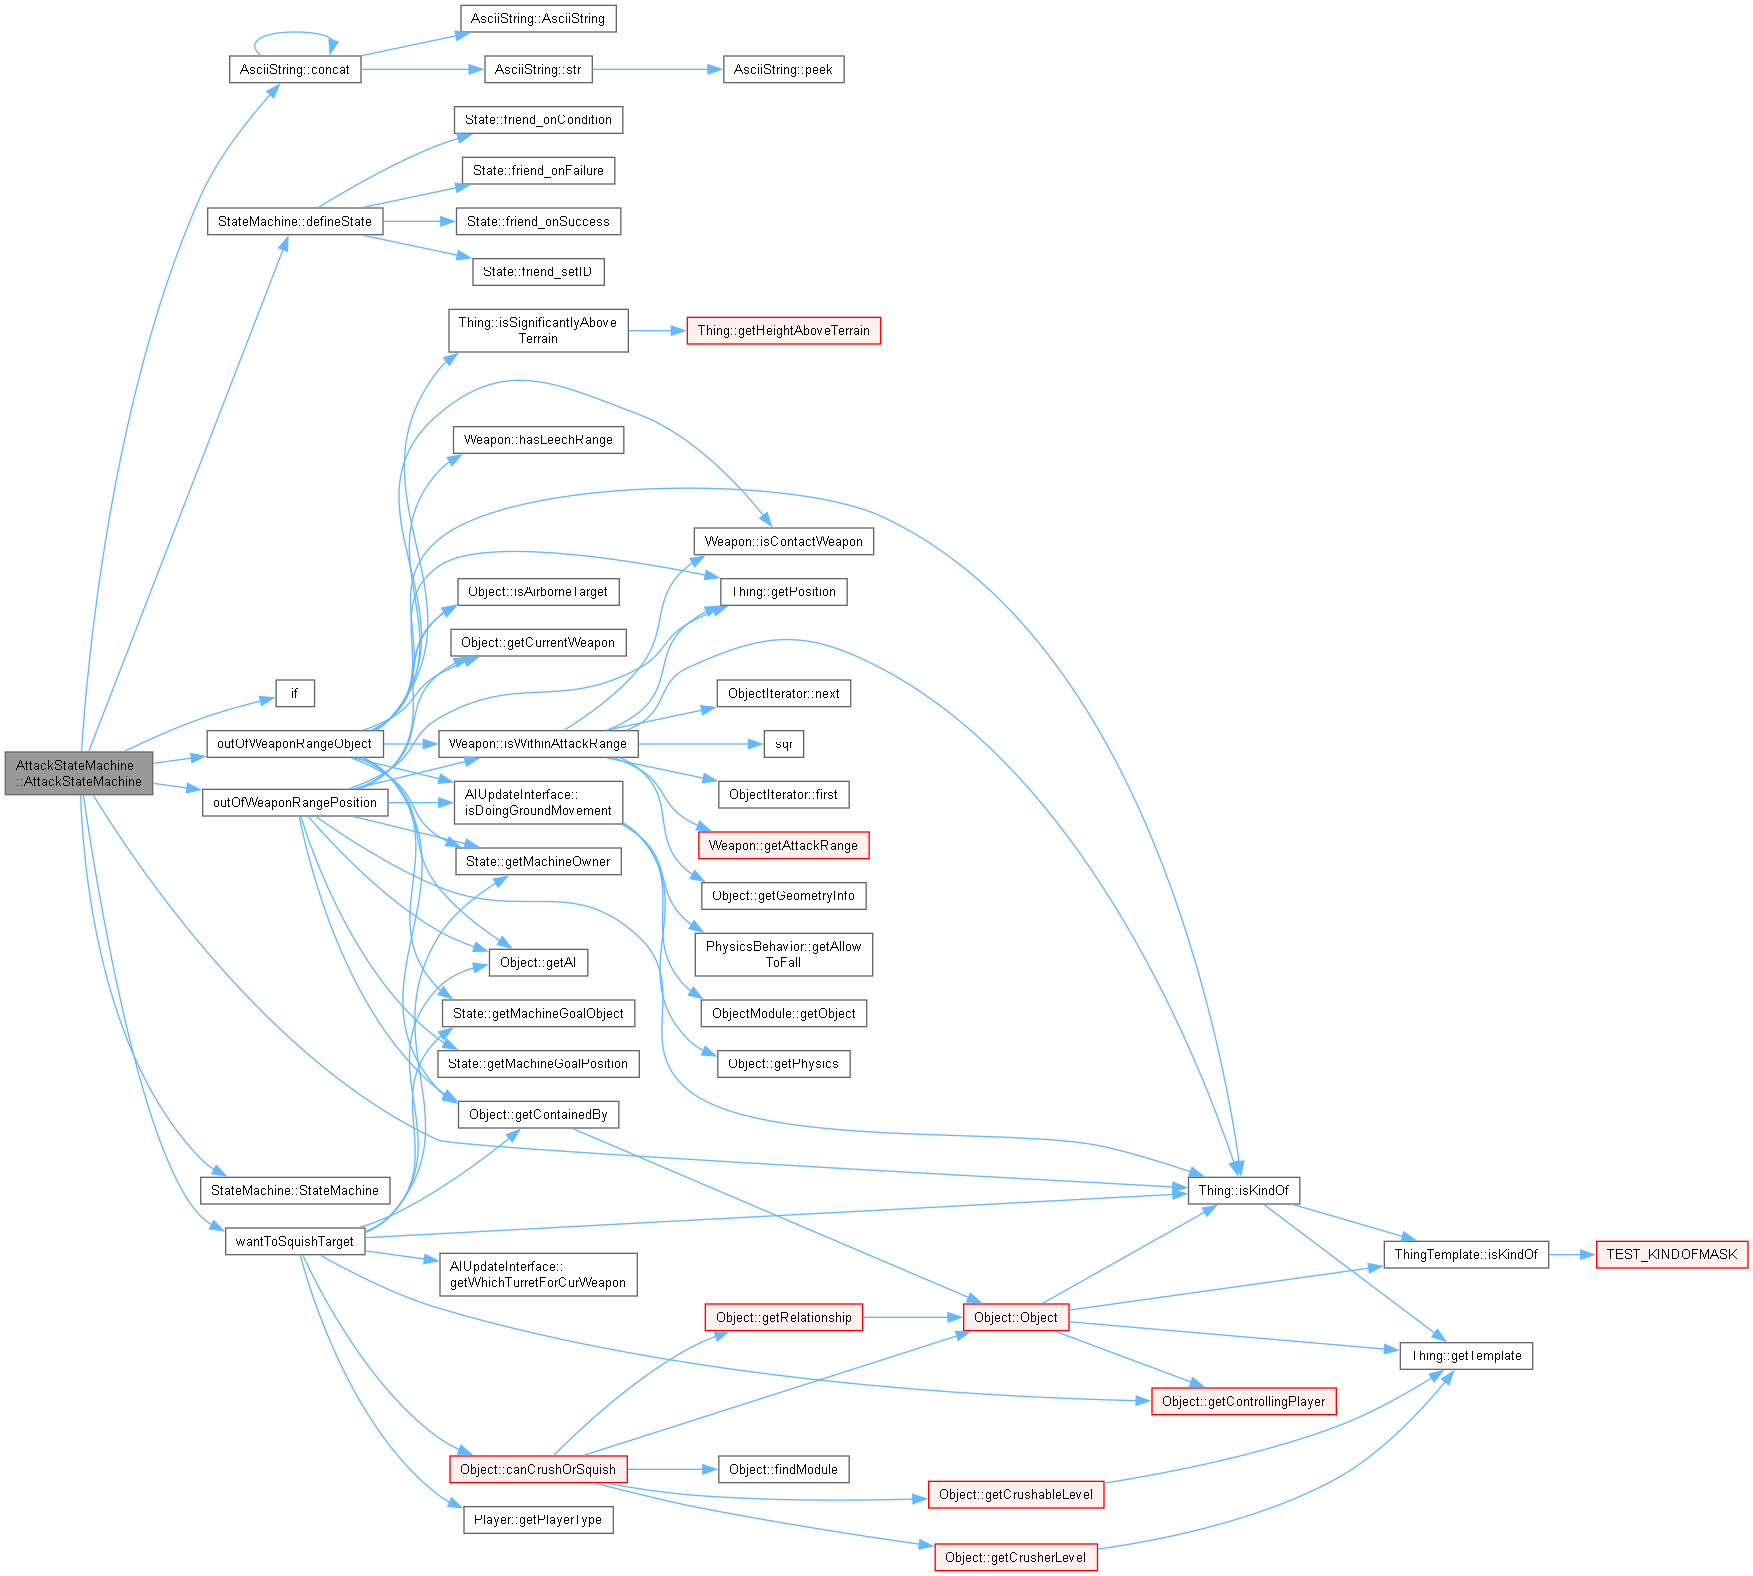 AsciiString::AsciiString
AsciiString::concat
AsciiString::str
AsciiString::peek
State::friend_onCondition
State::friend_onFailure
StateMachine::defineState
State::friend_onSuccess
State::friend_setID
Thing::isSignificantlyAbove
Terrain
Thing::getHeightAboveTerrain
Weapon::hasLeechRange
Weapon::isContactWeapon
Object::isAirborneTarget
Thing::getPosition
Object::getCurrentWeapon
if
ObjectIterator::next
outOfWeaponRangeObject
Weapon::isWithinAttackRange
sqr
AttackStateMachine
::AttackStateMachine
outOfWeaponRangePosition
AIUpdateInterface::
isDoingGroundMovement
ObjectIterator::first
Weapon::getAttackRange
State::getMachineOwner
Object::getGeometryInfo
PhysicsBehavior::getAllow
ToFall
Object::getAI
State::getMachineGoalObject
ObjectModule::getObject
State::getMachineGoalPosition
Object::getPhysics
Object::getContainedBy
StateMachine::StateMachine
Thing::isKindOf
wantToSquishTarget
ThingTemplate::isKindOf
TEST_KINDOFMASK
AIUpdateInterface::
getWhichTurretForCurWeapon
Object::getRelationship
Object::Object
Thing::getTemplate
Object::getControllingPlayer
Object::canCrushOrSquish
Object::findModule
Object::getCrushableLevel
Player::getPlayerType
Object::getCrusherLevel